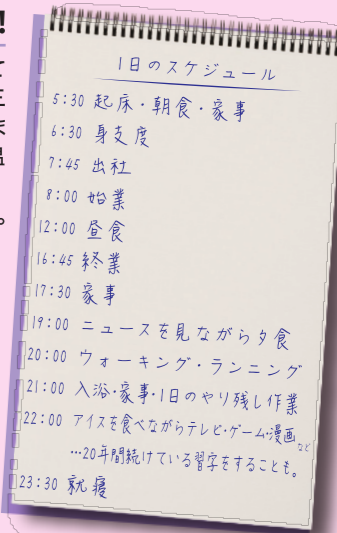 1日のスケジュール
5:30 起床・朝食・家事
6:30 身支度
7:45 出社
8:00 始業
12:00 昼食
16:45 終業
17:30 家事
19:00 ニュースを見ながら夕食
20:00 ウォーキング・ランニング
21:00 入浴・家事・1日のやり残し作業
22:00 アイスを食べながらテレビ・ゲーム・漫画など
…20年間続けている習字をすることも。
23:30 就寝